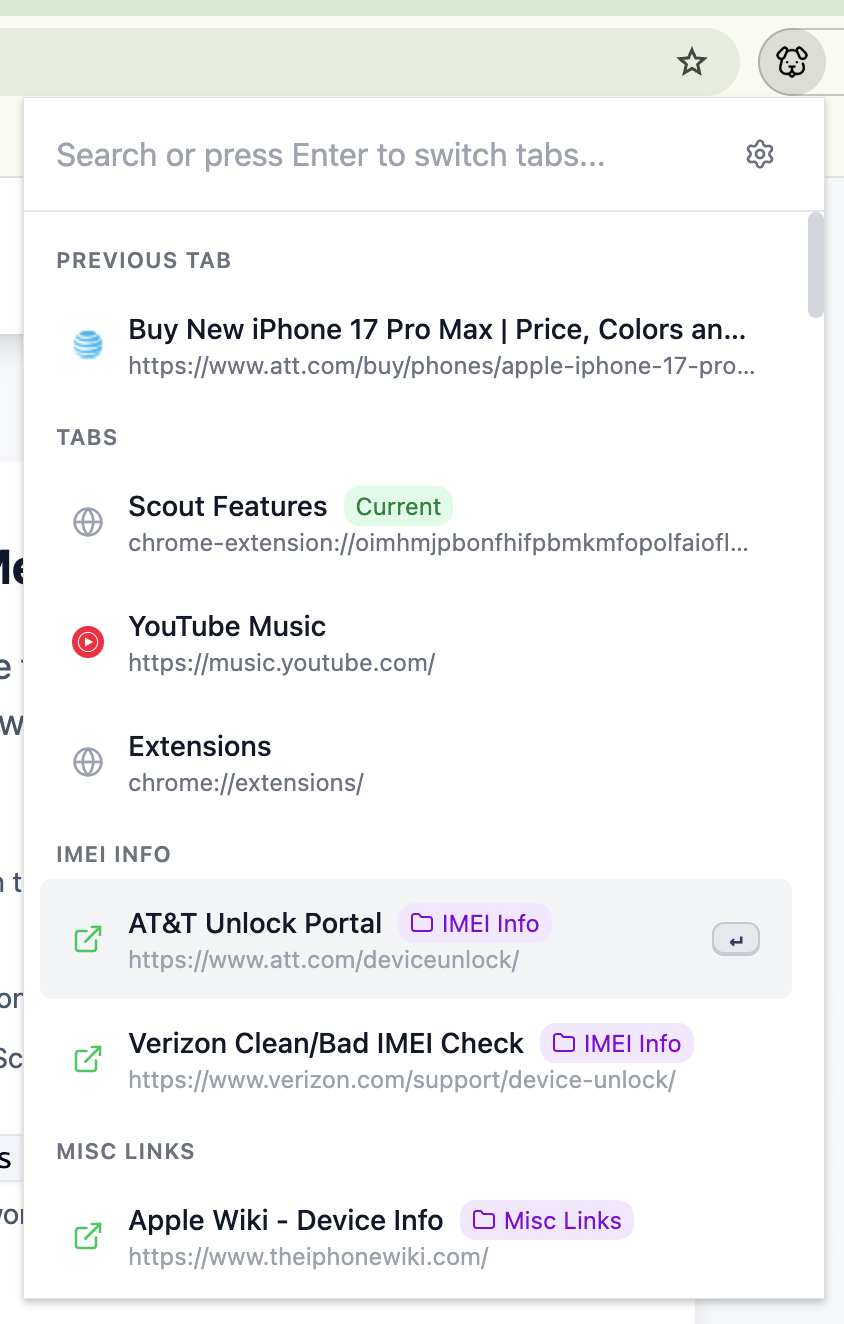 Search or press Enter to switch tabs...
PREVIOUS TAB
Buy New iPhone 17 Pro Max | Price, Colors an...
https://www.att.com/buy/phones/apple-iphone-17-pro...
TABS
Scout Features Current
chrome-extension://oimhmjpbonfhifpbmkmfopolfaiofl...
YouTube Music
https://music.youtube.com/
Extensions
chrome://extensions/
IMEI INFO
AT&T Unlock Portal IMEI Info
https://www.att.com/deviceunlock/
Verizon Clean/Bad IMEI Check IMEI Info
https://www.verizon.com/support/device-unlock/
MISC LINKS
Apple Wiki - Device Info Misc Links
https://www.theiphonewiki.com/